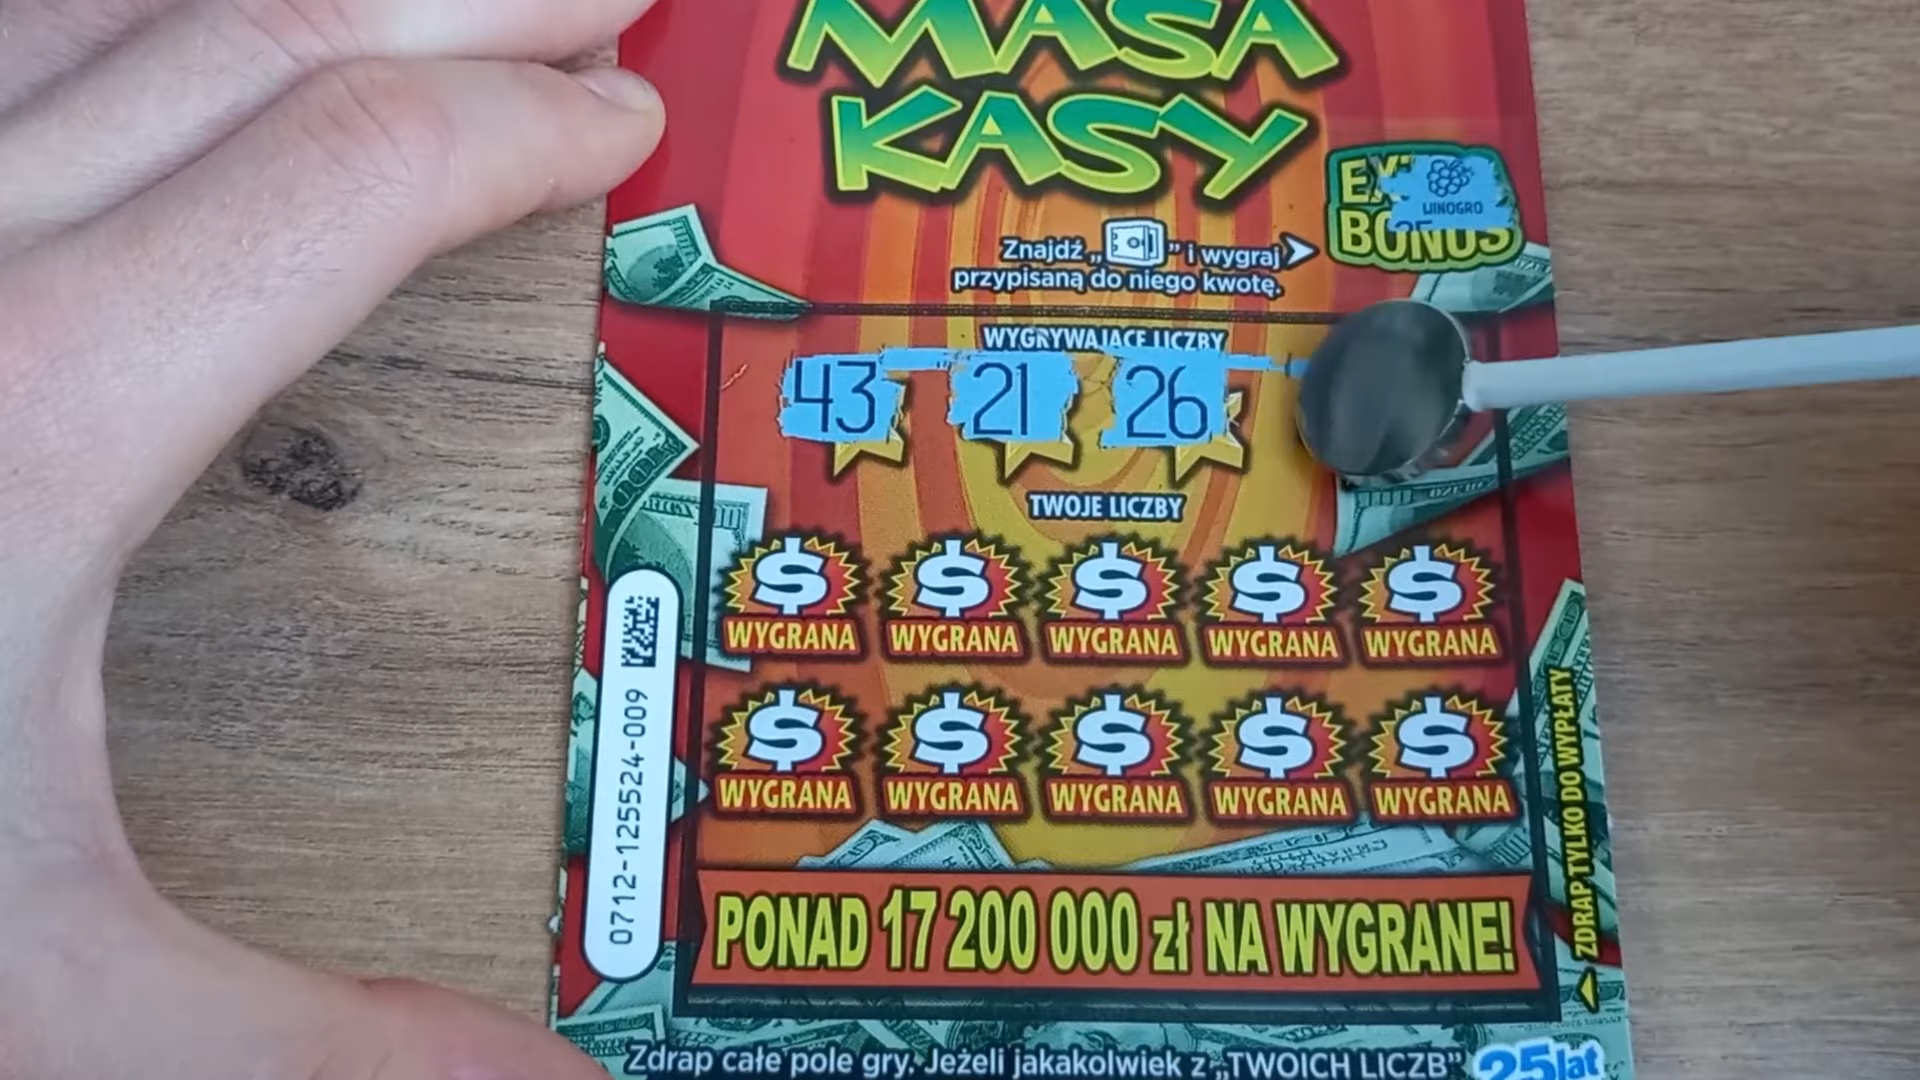 MASA
KASY
WINOGRO
BONUS
Znajdź „ ” i wygraj
przypisaną do niego kwotę.
WYGRYWAJĄCE LICZBY
43 21 26
TWOJE LICZBY
$ $ $ $ $
WYGRANA WYGRANA WYGRANA WYGRANA WYGRANA
$ $ $ $ $
WYGRANA WYGRANA WYGRANA WYGRANA WYGRANA
0712-125524-009
ZDRAP TYLKO DO WYPŁATY
PONAD 17 200 000 zł NA WYGRANE!
Zdrap całe pole gry. Jeżeli jakakolwiek z „TWOICH LICZB”
25 lat